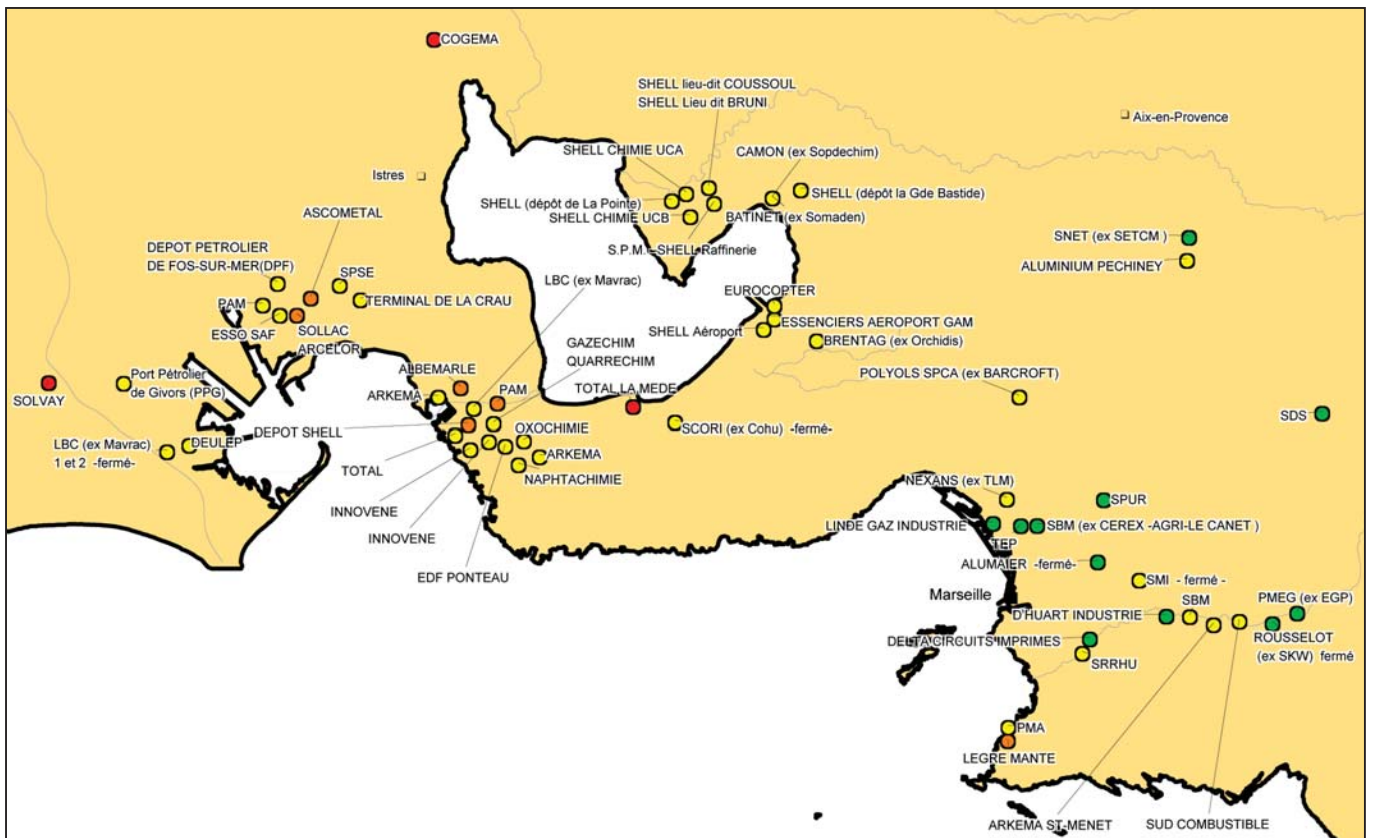 COGEMA
SHELL lieu-dit COUSSOUL
SHELL Lieu dit BRUNI
Aix-en-Provence
SHELL CHIMIE UCA
CAMON (ex Sopdechim)
Istres
SHELL (dépôt de La Pointe)
SHELL (dépôt la Gde Bastide)
SHELL CHIMIE UCB
BATINET (ex Somaden)
ASCOMETAL
S.P.M. -SHELL Raffinerie
SNET (ex SETCM )
DEPOT PETROLIER
DE FOS-SUR-MER(DPF)
SPSE
LBC (ex Mavrac)
ALUMINIUM PECHINEY
TERMINAL DE LA CRAU
EUROCOPTER
PAM
ESSO SAF
SOLLAC
ARCELOR
ESSENCIERS AEROPORT GAM
SHELL Aéroport
BRENTAG (ex Orchidis)
GAZECHIM
QUARRECHIM
ALBEMARLE
POLYOLS SPCA (ex BARCROFT)
SOLVAY
Port Pétrolier
de Givors (PPG)
ARKEMA
PAM
TOTAL LA MEDE
SDS
DEPOT SHELL
OXOCHIMIE
SCORI (ex Cohu) -fermé-
LBC (ex Mavrac)
1 et 2 -fermé-
DEULEP
ARKEMA
TOTAL
NAPHTACHIMIE
INNOVENE
INNOVENE
EDF PONTEAU
NEXANS (ex TLM)
SPUR
LINDE GAZ INDUSTRIE
SBM (ex CEREX -AGRI-LE CANET )
TEP
ALUMAIER -fermé-
SMI - fermé -
Marseille
SBM
PMEG (ex EGP)
D'HUART INDUSTRIE
DELTA CIRCUITS IMPRIMES
ROUSSELOT
(ex SKW) fermé
SRRHU
PMA
LEGRE MANTE
ARKEMA ST-MENET
SUD COMBUSTIBLE